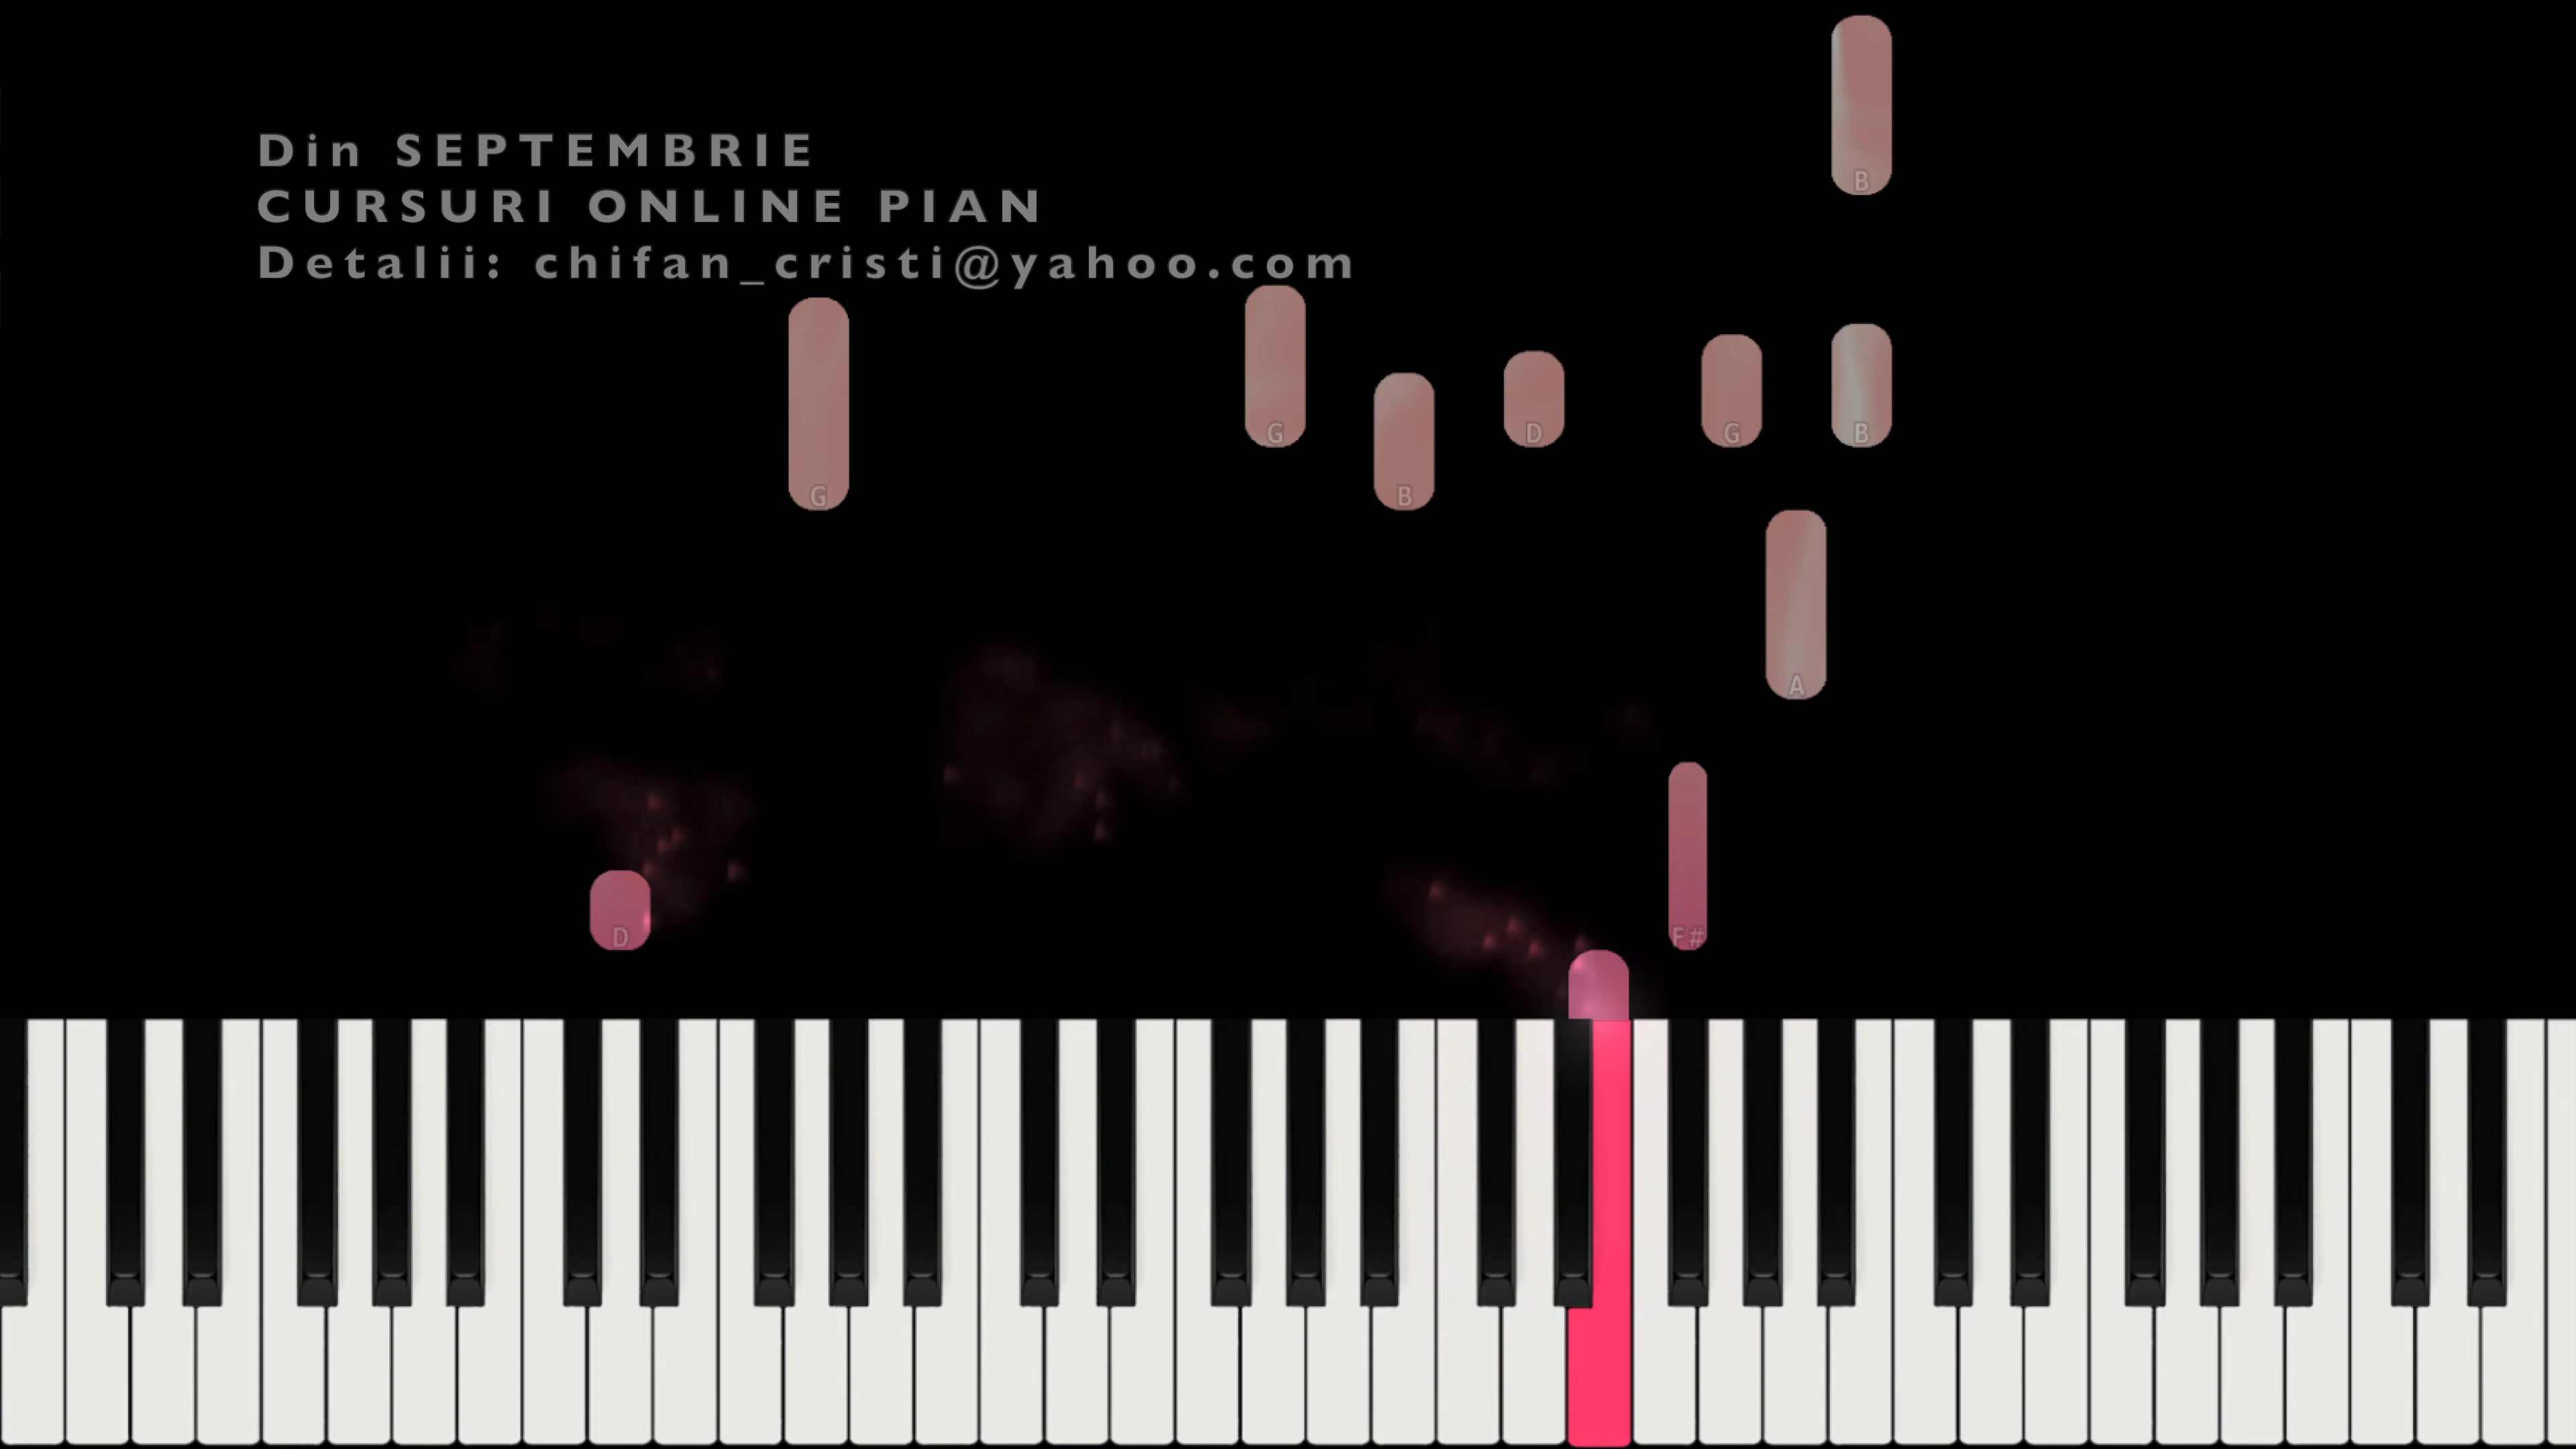 Din SEPTEMBRIE
CURSURI ONLINE PIAN
Detalii: chifan_cristi@yahoo.com
B
G D G B
G B
A
D F#